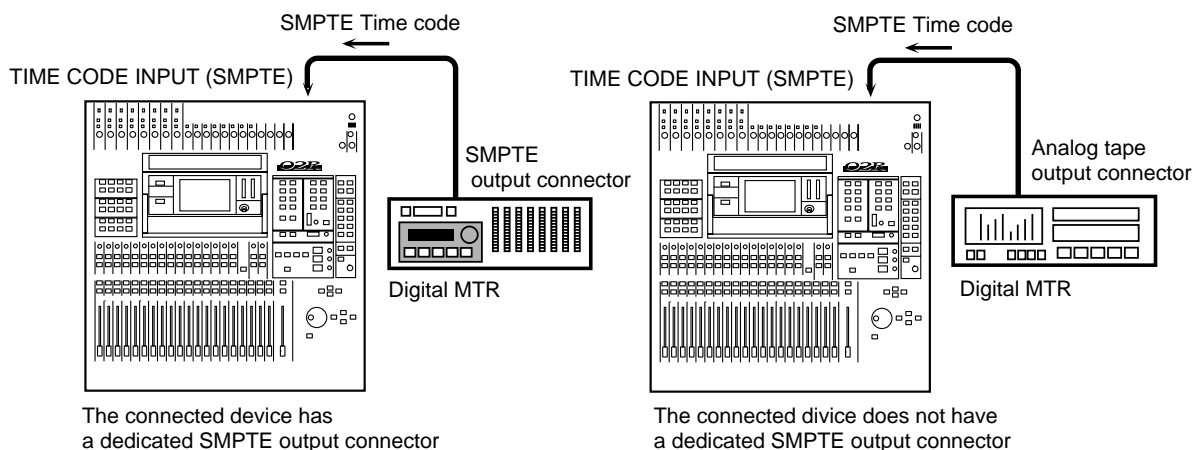 SMPTE Time code
TIME CODE INPUT (SMPTE)
02R
SMPTE
output connector
Digital MTR
The connected device has
a dedicated SMPTE output connector
SMPTE Time code
TIME CODE INPUT (SMPTE)
02R
Analog tape
output connector
Digital MTR
The connected divice does not have
a dedicated SMPTE output connector